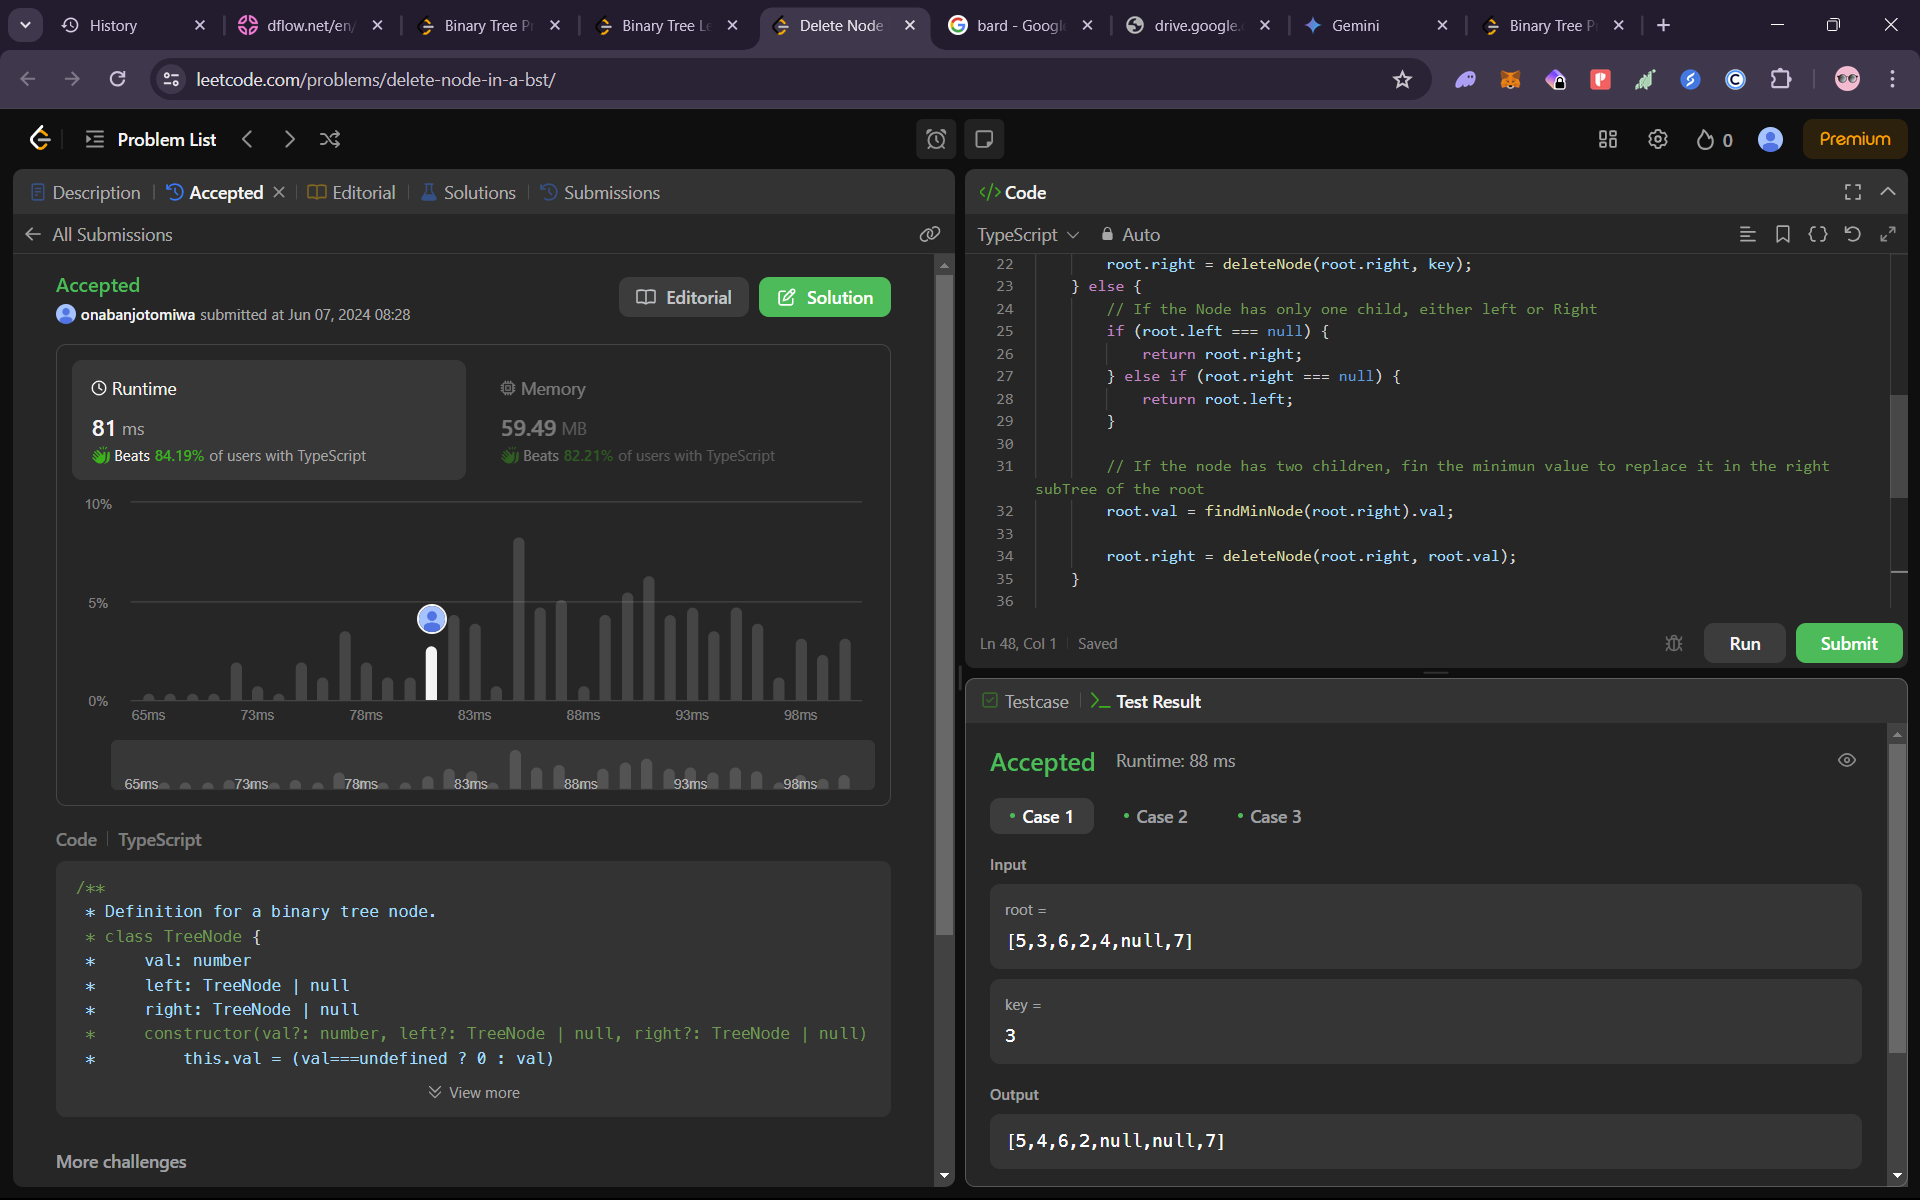 History
dflow.net/en/
Binary Tree P
Binary Tree Le
Delete Node
bard - Google
drive.google.
Gemini
Binary Tree P
leetcode.com/problems/delete-node-in-a-bst/
Problem List
0
Premium
Description
Accepted
Editorial
Solutions
Submissions
All Submissions
Accepted
onabanjotomiwa submitted at Jun 07, 2024 08:28
Editorial
Solution
Runtime
81 ms
Beats 84.19% of users with TypeScript
Memory
59.49 MB
Beats 82.21% of users with TypeScript
10%
5%
0%
65ms 73ms 78ms 83ms 88ms 93ms 98ms
65ms 73ms 78ms 83ms 88ms 93ms 98ms
Code | TypeScript
/**
* Definition for a binary tree node.
* class TreeNode {
*     val: number
*     left: TreeNode | null
*     right: TreeNode | null
*     constructor(val?: number, left?: TreeNode | null, right?: TreeNode | null)
*         this.val = (val===undefined ? 0 : val)
View more
More challenges
</> Code
TypeScript
Auto
22 root.right = deleteNode(root.right, key);
23 } else {
24 // If the Node has only one child, either left or Right
25 if (root.left === null) {
26 return root.right;
27 } else if (root.right === null) {
28 return root.left;
29 }
30
31 // If the node has two children, fin the minimun value to replace it in the right
subTree of the root
32 root.val = findMinNode(root.right).val;
33
34 root.right = deleteNode(root.right, root.val);
35 }
36
Ln 48, Col 1 | Saved
Run
Submit
Testcase
Test Result
Accepted
Runtime: 88 ms
Case 1
Case 2
Case 3
Input
root =
[5,3,6,2,4,null,7]
key =
3
Output
[5,4,6,2,null,null,7]